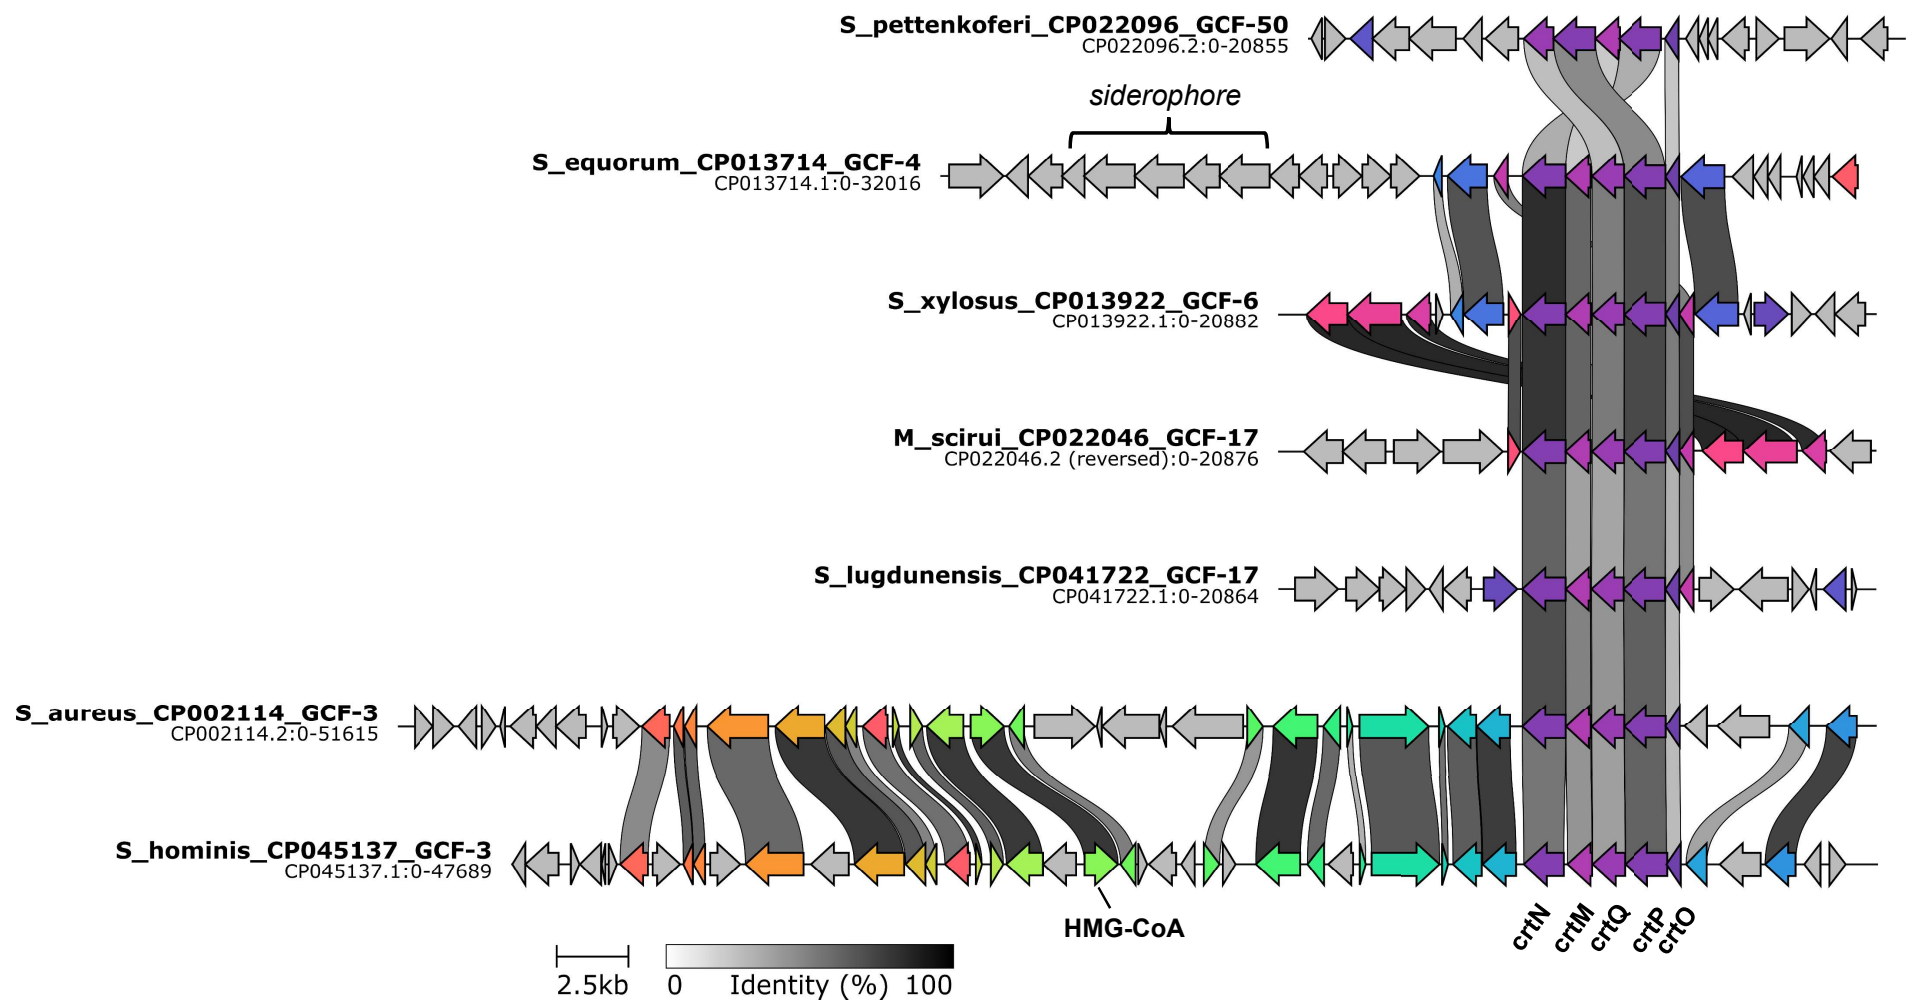 S_pettenkoferi_CP022096_GCF-50
CP022096.2:0-20855
siderophore
S_equorum_CP013714_GCF-4
CP013714.1:0-32016
S_xylosus_CP013922_GCF-6
CP013922.1:0-20882
M_scirui_CP022046_GCF-17
CP022046.2 (reversed):0-20876
S_lugdunensis_CP041722_GCF-17
CP041722.1:0-20864
S_aureus_CP002114_GCF-3
CP002114.2:0-51615
S_hominis_CP045137_GCF-3
CP045137.1:0-47689
HMG-CoA
crtN crtM crtQ crtP crtO
2.5kb 0 Identity (%) 100